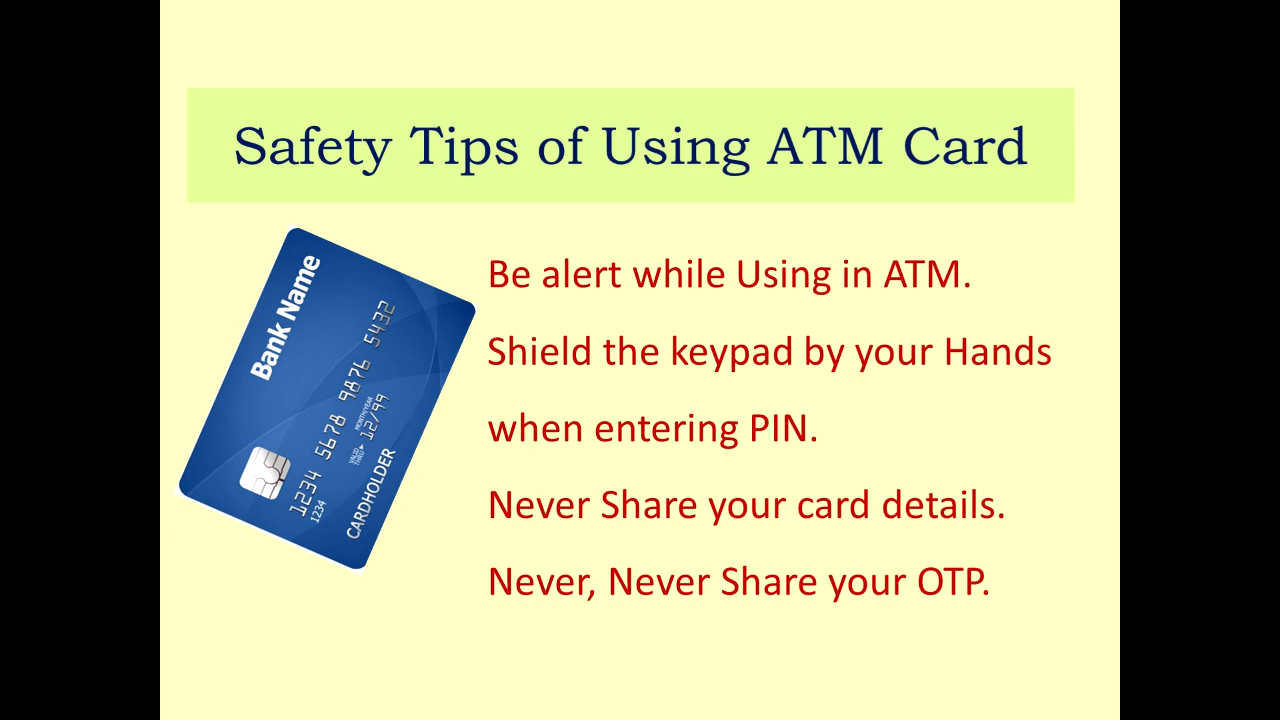 Safety Tips of Using ATM Card
Bank Name
1234 5678 9876 5432
1234
VALID THRU
MONTH/YEAR
12/99
CARDHOLDER
Be alert while Using in ATM.
Shield the keypad by your Hands
when entering PIN.
Never Share your card details.
Never, Never Share your OTP.